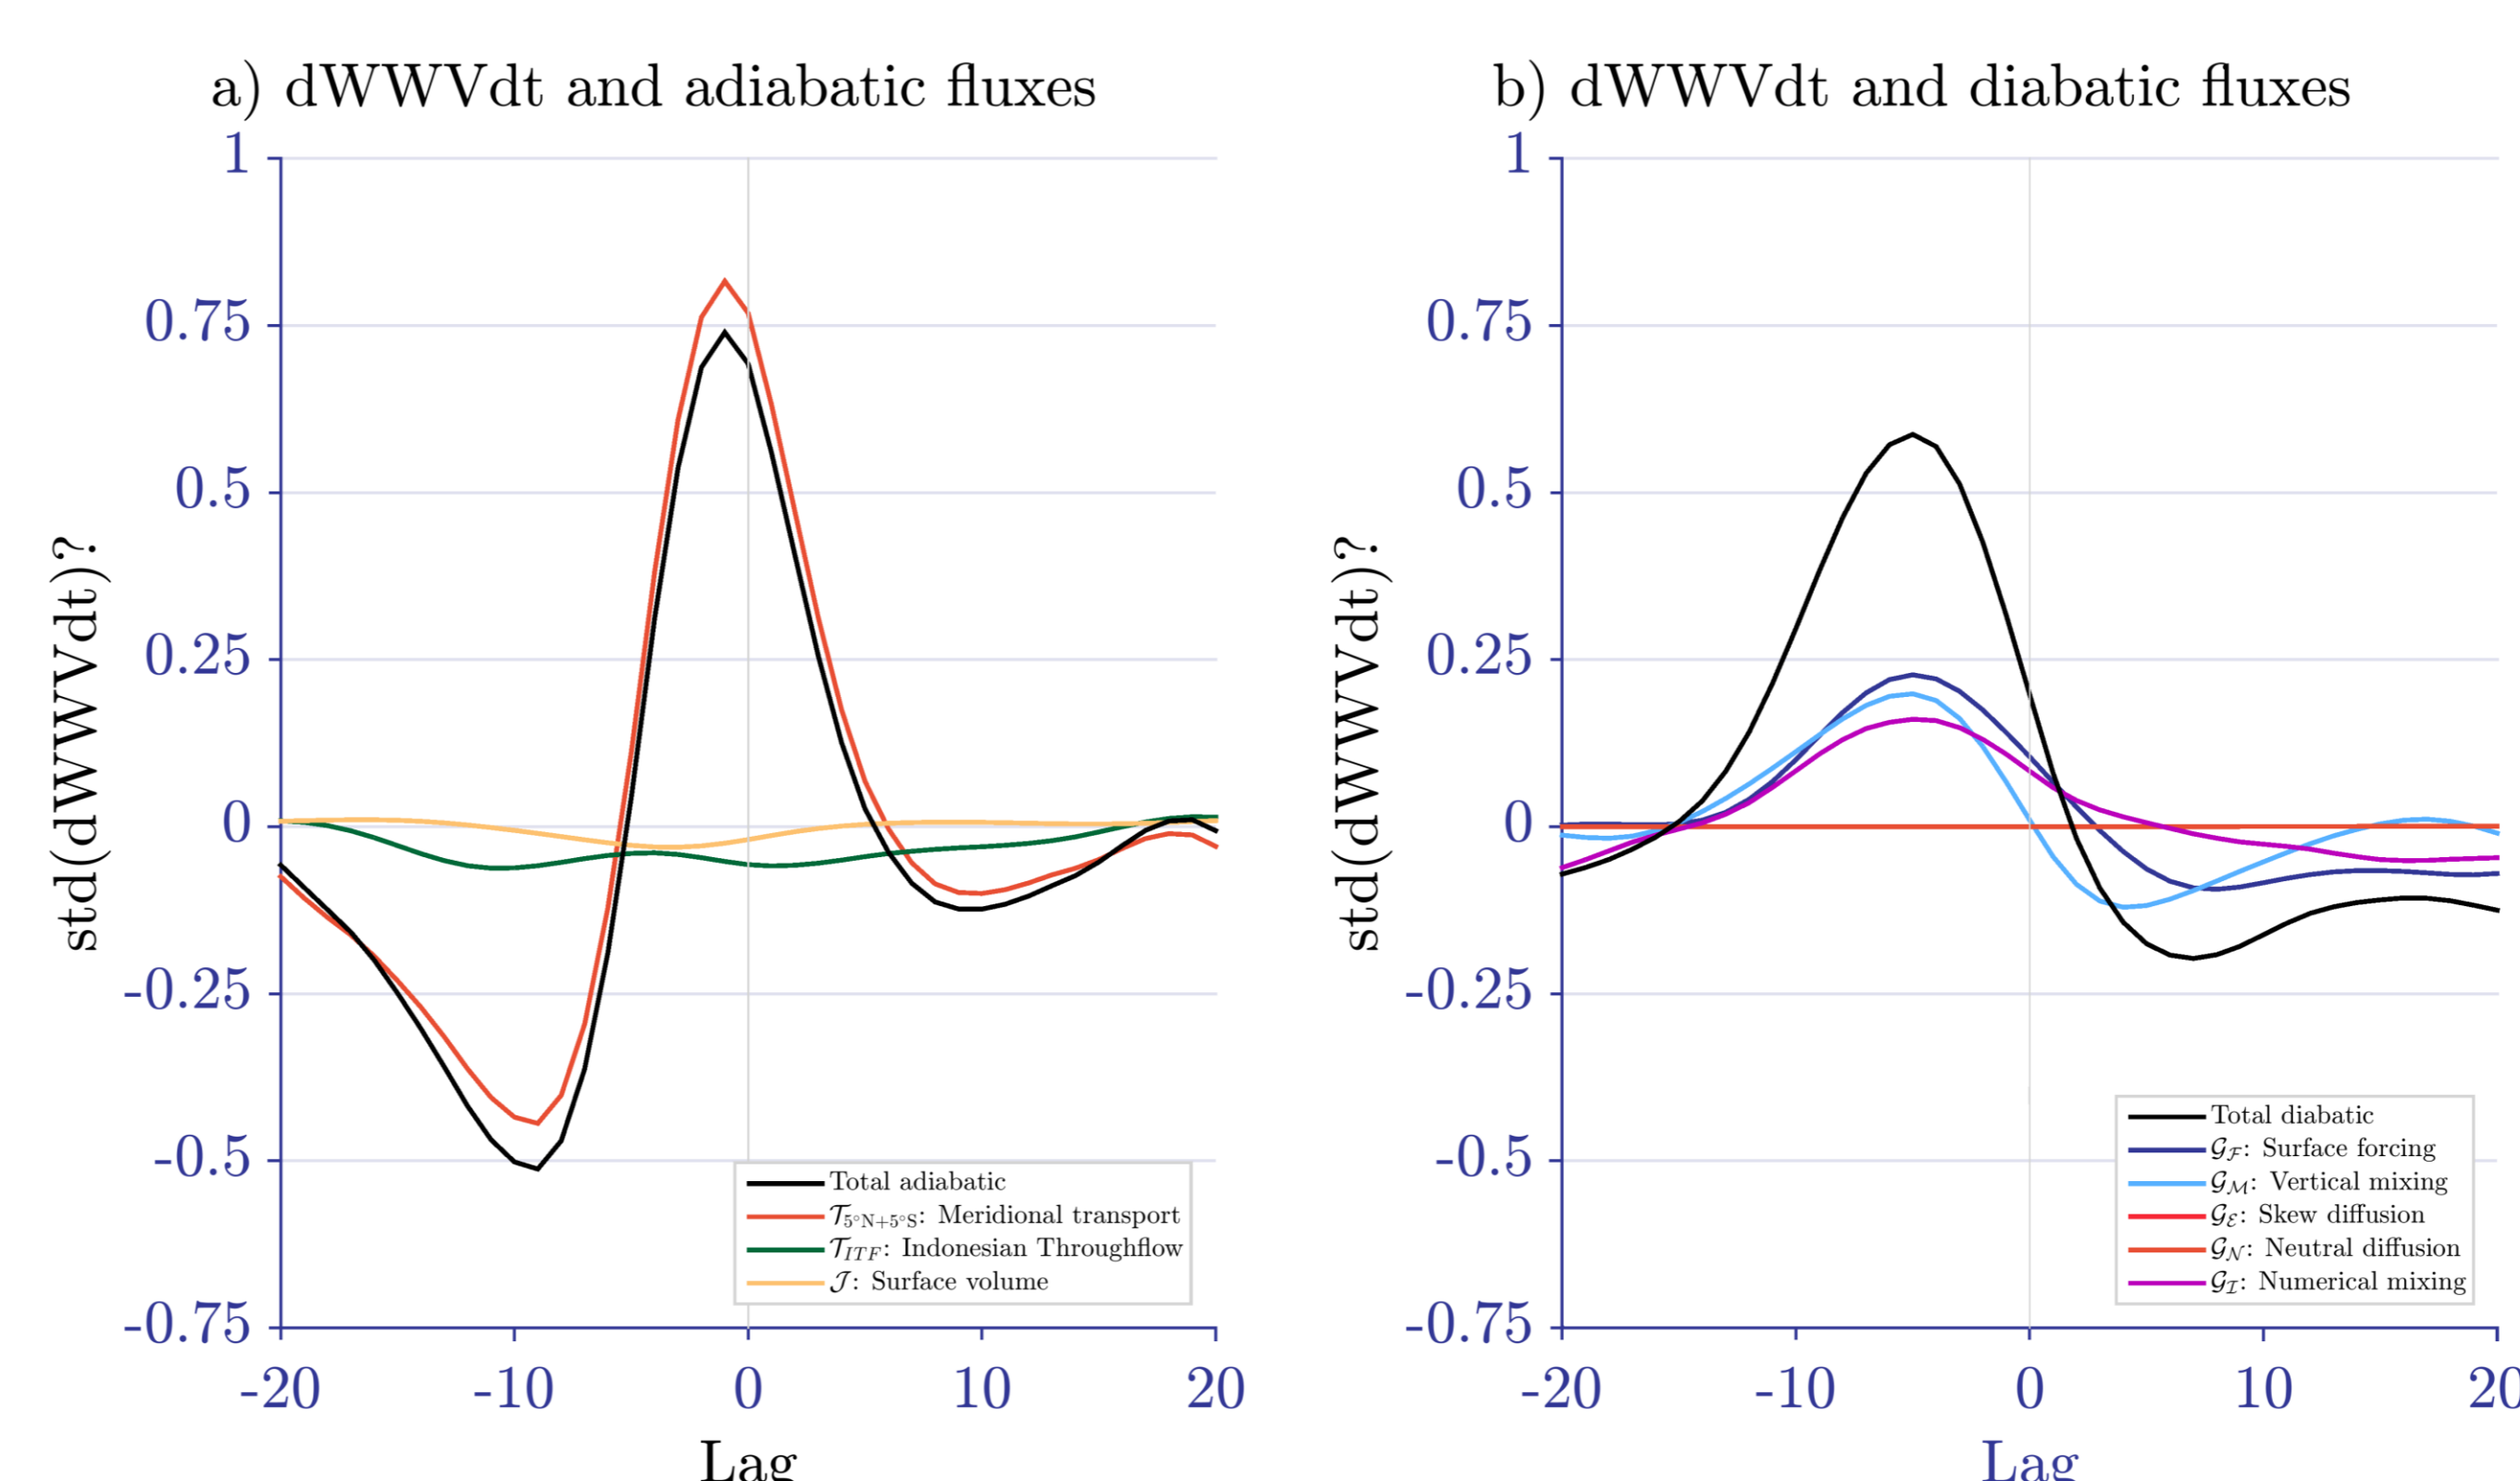 a) dWWVdt and adiabatic fluxes
1
0.75
0.5
0.25
0
-0.25
-0.5
-0.75
std(dWWVdt)?
-20 -10 0 10 20
Lag
Total adiabatic
𝒯5°N+5°S: Meridional transport
𝒯ITF: Indonesian Throughflow
𝒥: Surface volume
b) dWWVdt and diabatic fluxes
1
0.75
0.5
0.25
0
-0.25
-0.5
-0.75
std(dWWVdt)?
-20 -10 0 10 20
Lag
Total diabatic
𝒢ℱ: Surface forcing
𝒢ℳ: Vertical mixing
𝒢ℰ: Skew diffusion
𝒢𝒩: Neutral diffusion
𝒢ℐ: Numerical mixing